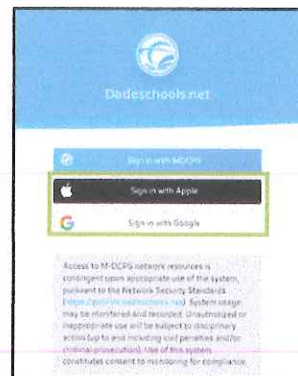 Dadeschools.net
Sign in with MDCPS
Sign in with Apple
Sign in with Google
Access to M-DCPS network resources is
contingent upon appropriate use of the system,
pursuant to the Network Security Standards
System usage
may be monitored and recorded. Unauthorized or
inappropriate use will be subject to disciplinary
action (up to and including civil penalties and/or
criminal prosecution). Use of this system
constitutes consent to monitoring for compliance.